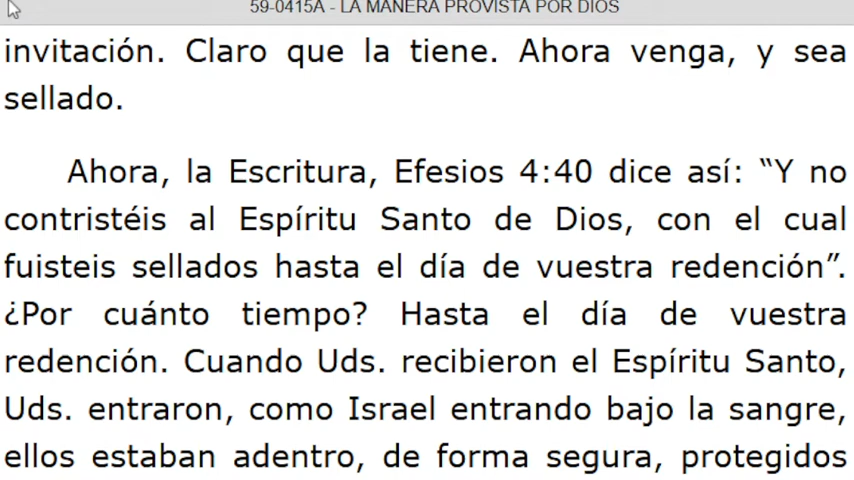 59-0415A - LA MANERA PROVISTA POR DIOS
invitación. Claro que la tiene. Ahora venga, y sea
sellado.
Ahora, la Escritura, Efesios 4:40 dice así: “Y no
contristéis al Espíritu Santo de Dios, con el cual
fuisteis sellados hasta el día de vuestra redención”.
¿Por cuánto tiempo? Hasta el día de vuestra
redención. Cuando Uds. recibieron el Espíritu Santo,
Uds. entraron, como Israel entrando bajo la sangre,
ellos estaban adentro, de forma segura, protegidos